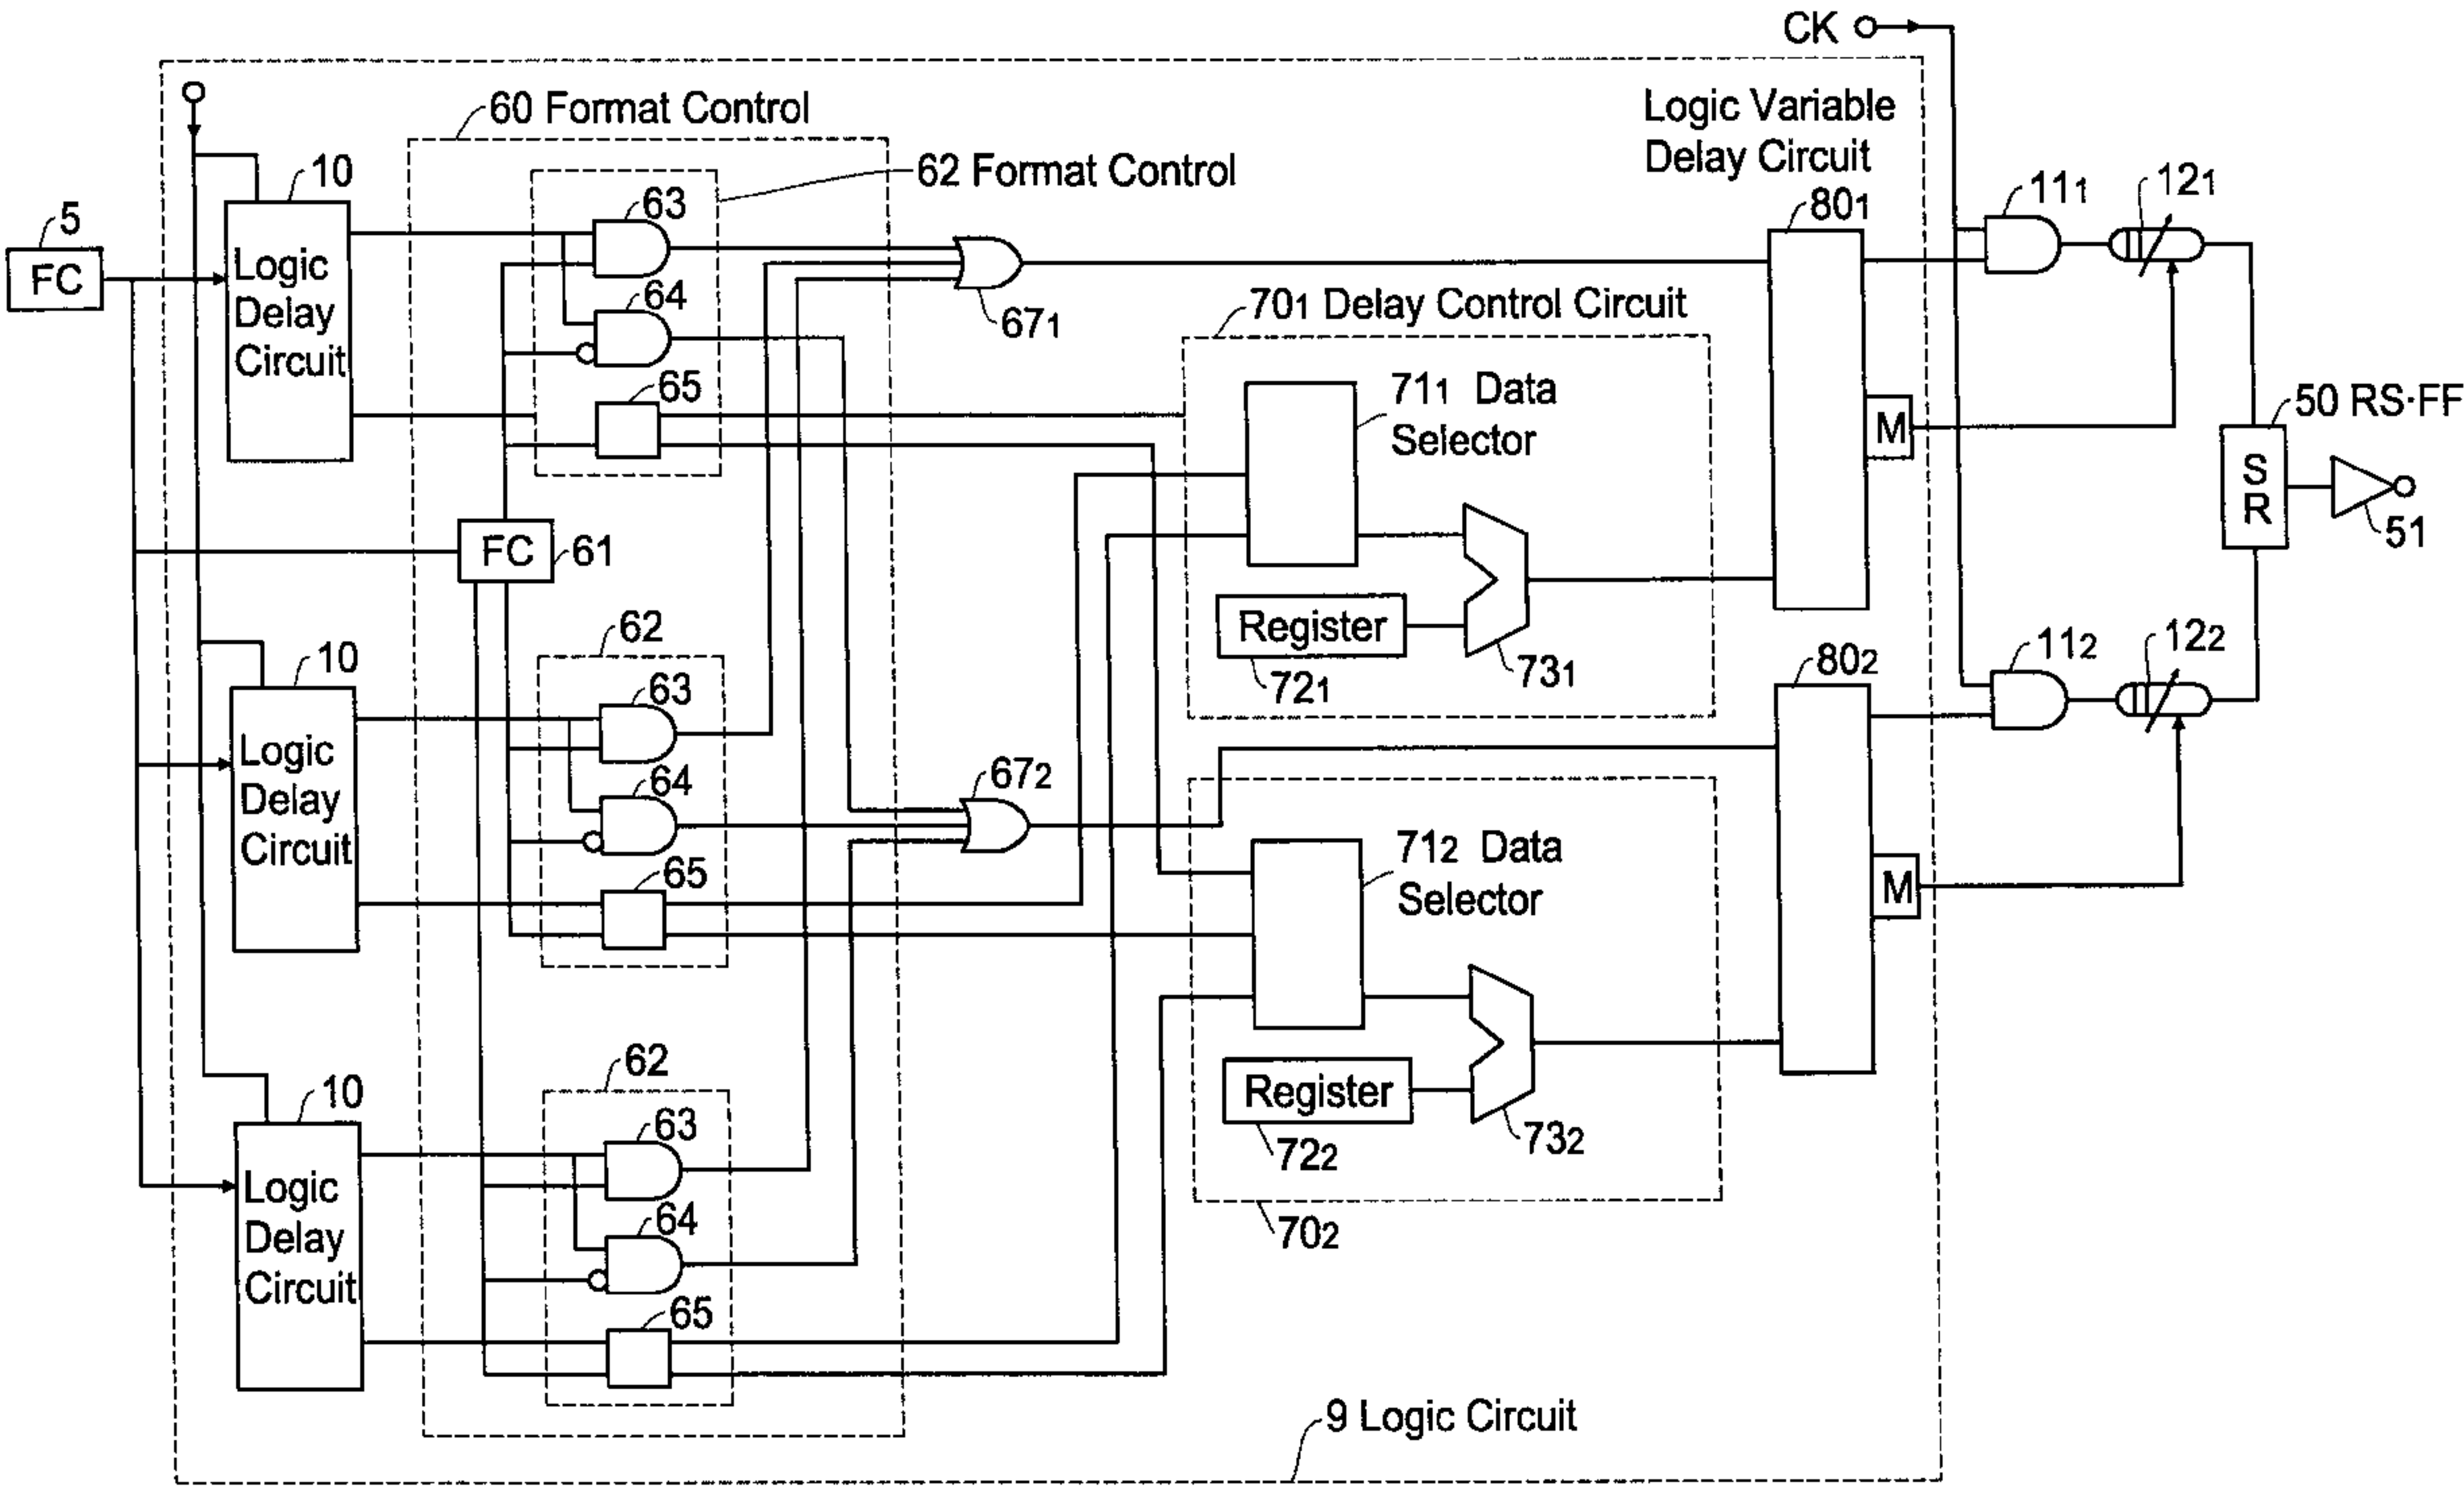 CK
60 Format Control
Logic Variable
Delay Circuit
62 Format Control
10
63
80₁
11₁
12₁
5
FC
Logic
Delay
Circuit
64
67₁
70₁ Delay Control Circuit
65
71₁ Data
Selector
M
50 RS·FF
S
R
51
FC
61
Register
72₁
73₁
62
10
63
80₂
11₂
12₂
Logic
Delay
Circuit
64
67₂
65
71₂ Data
Selector
M
62
10
63
Register
72₂
73₂
Logic
Delay
Circuit
64
70₂
65
9 Logic Circuit